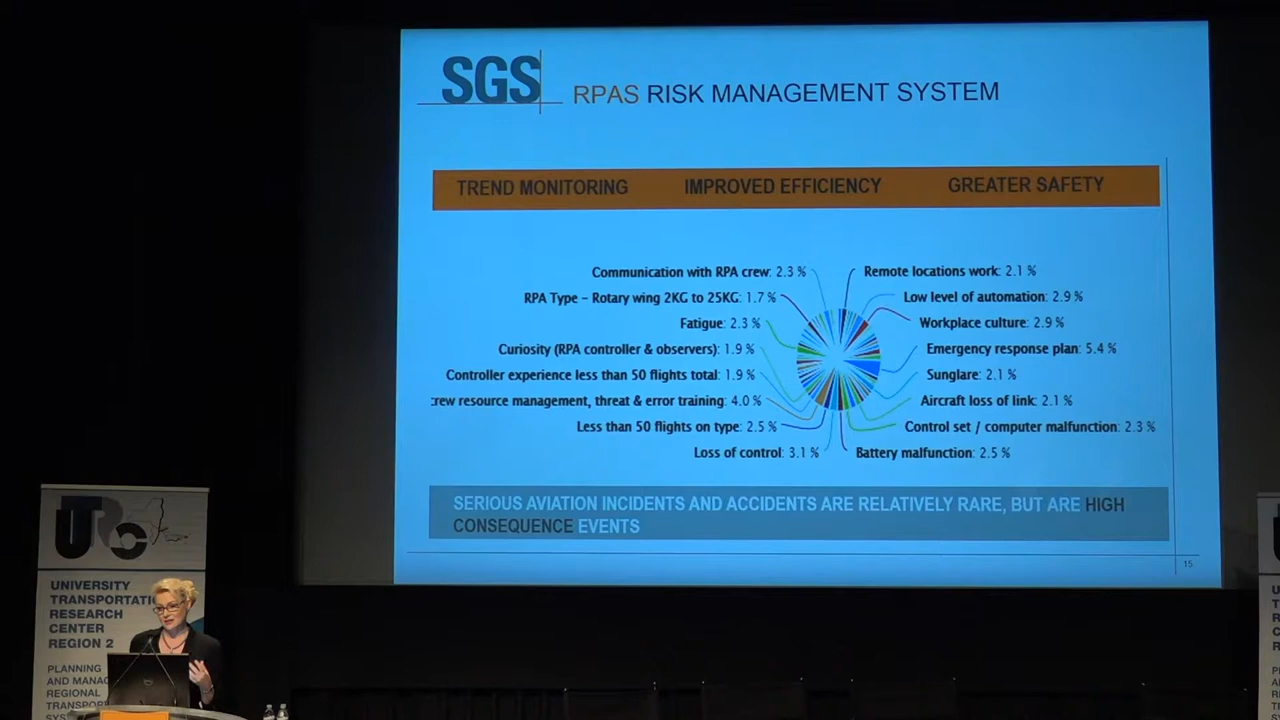 SGS
RPAS RISK MANAGEMENT SYSTEM
TREND MONITORING IMPROVED EFFICIENCY GREATER SAFETY
Communication with RPA crew: 2.3 %
RPA Type – Rotary wing 2KG to 25KG: 1.7 %
Fatigue: 2.3 %
Curiosity (RPA controller & observers): 1.9 %
Controller experience less than 50 flights total: 1.9 %
rew resource management, threat & error training: 4.0 %
Less than 50 flights on type: 2.5 %
Loss of control: 3.1 %
Remote locations work: 2.1 %
Low level of automation: 2.9 %
Workplace culture: 2.9 %
Emergency response plan: 5.4 %
Sunglare: 2.1 %
Aircraft loss of link: 2.1 %
Control set / computer malfunction: 2.3 %
Battery malfunction: 2.5 %
SERIOUS AVIATION INCIDENTS AND ACCIDENTS ARE RELATIVELY RARE, BUT ARE HIGH
CONSEQUENCE EVENTS
15
UTRC
UNIVERSITY
TRANSPORTATI
RESEARCH
CENTER
REGION 2
PLANNING
AND MANAG
REGIONAL
TRANSPOR
SYS